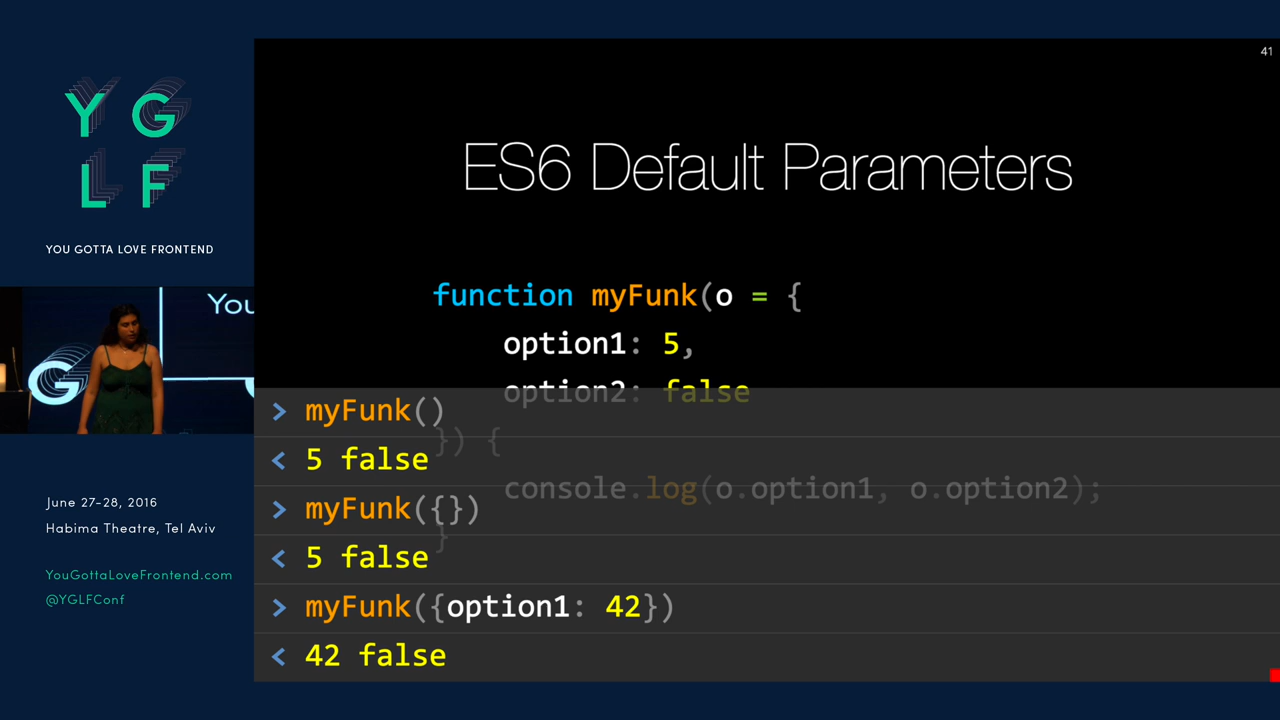 Y G
L F
YOU GOTTA LOVE FRONTEND
You
G
June 27-28, 2016
Habima Theatre, Tel Aviv
YouGottaLoveFrontend.com
@YGLFConf
41
ES6 Default Parameters
function myFunk(o = {
option1: 5,
option2: false
}) {
console.log(o.option1, o.option2);
}
> myFunk()
< 5 false
> myFunk({})
< 5 false
> myFunk({option1: 42})
< 42 false